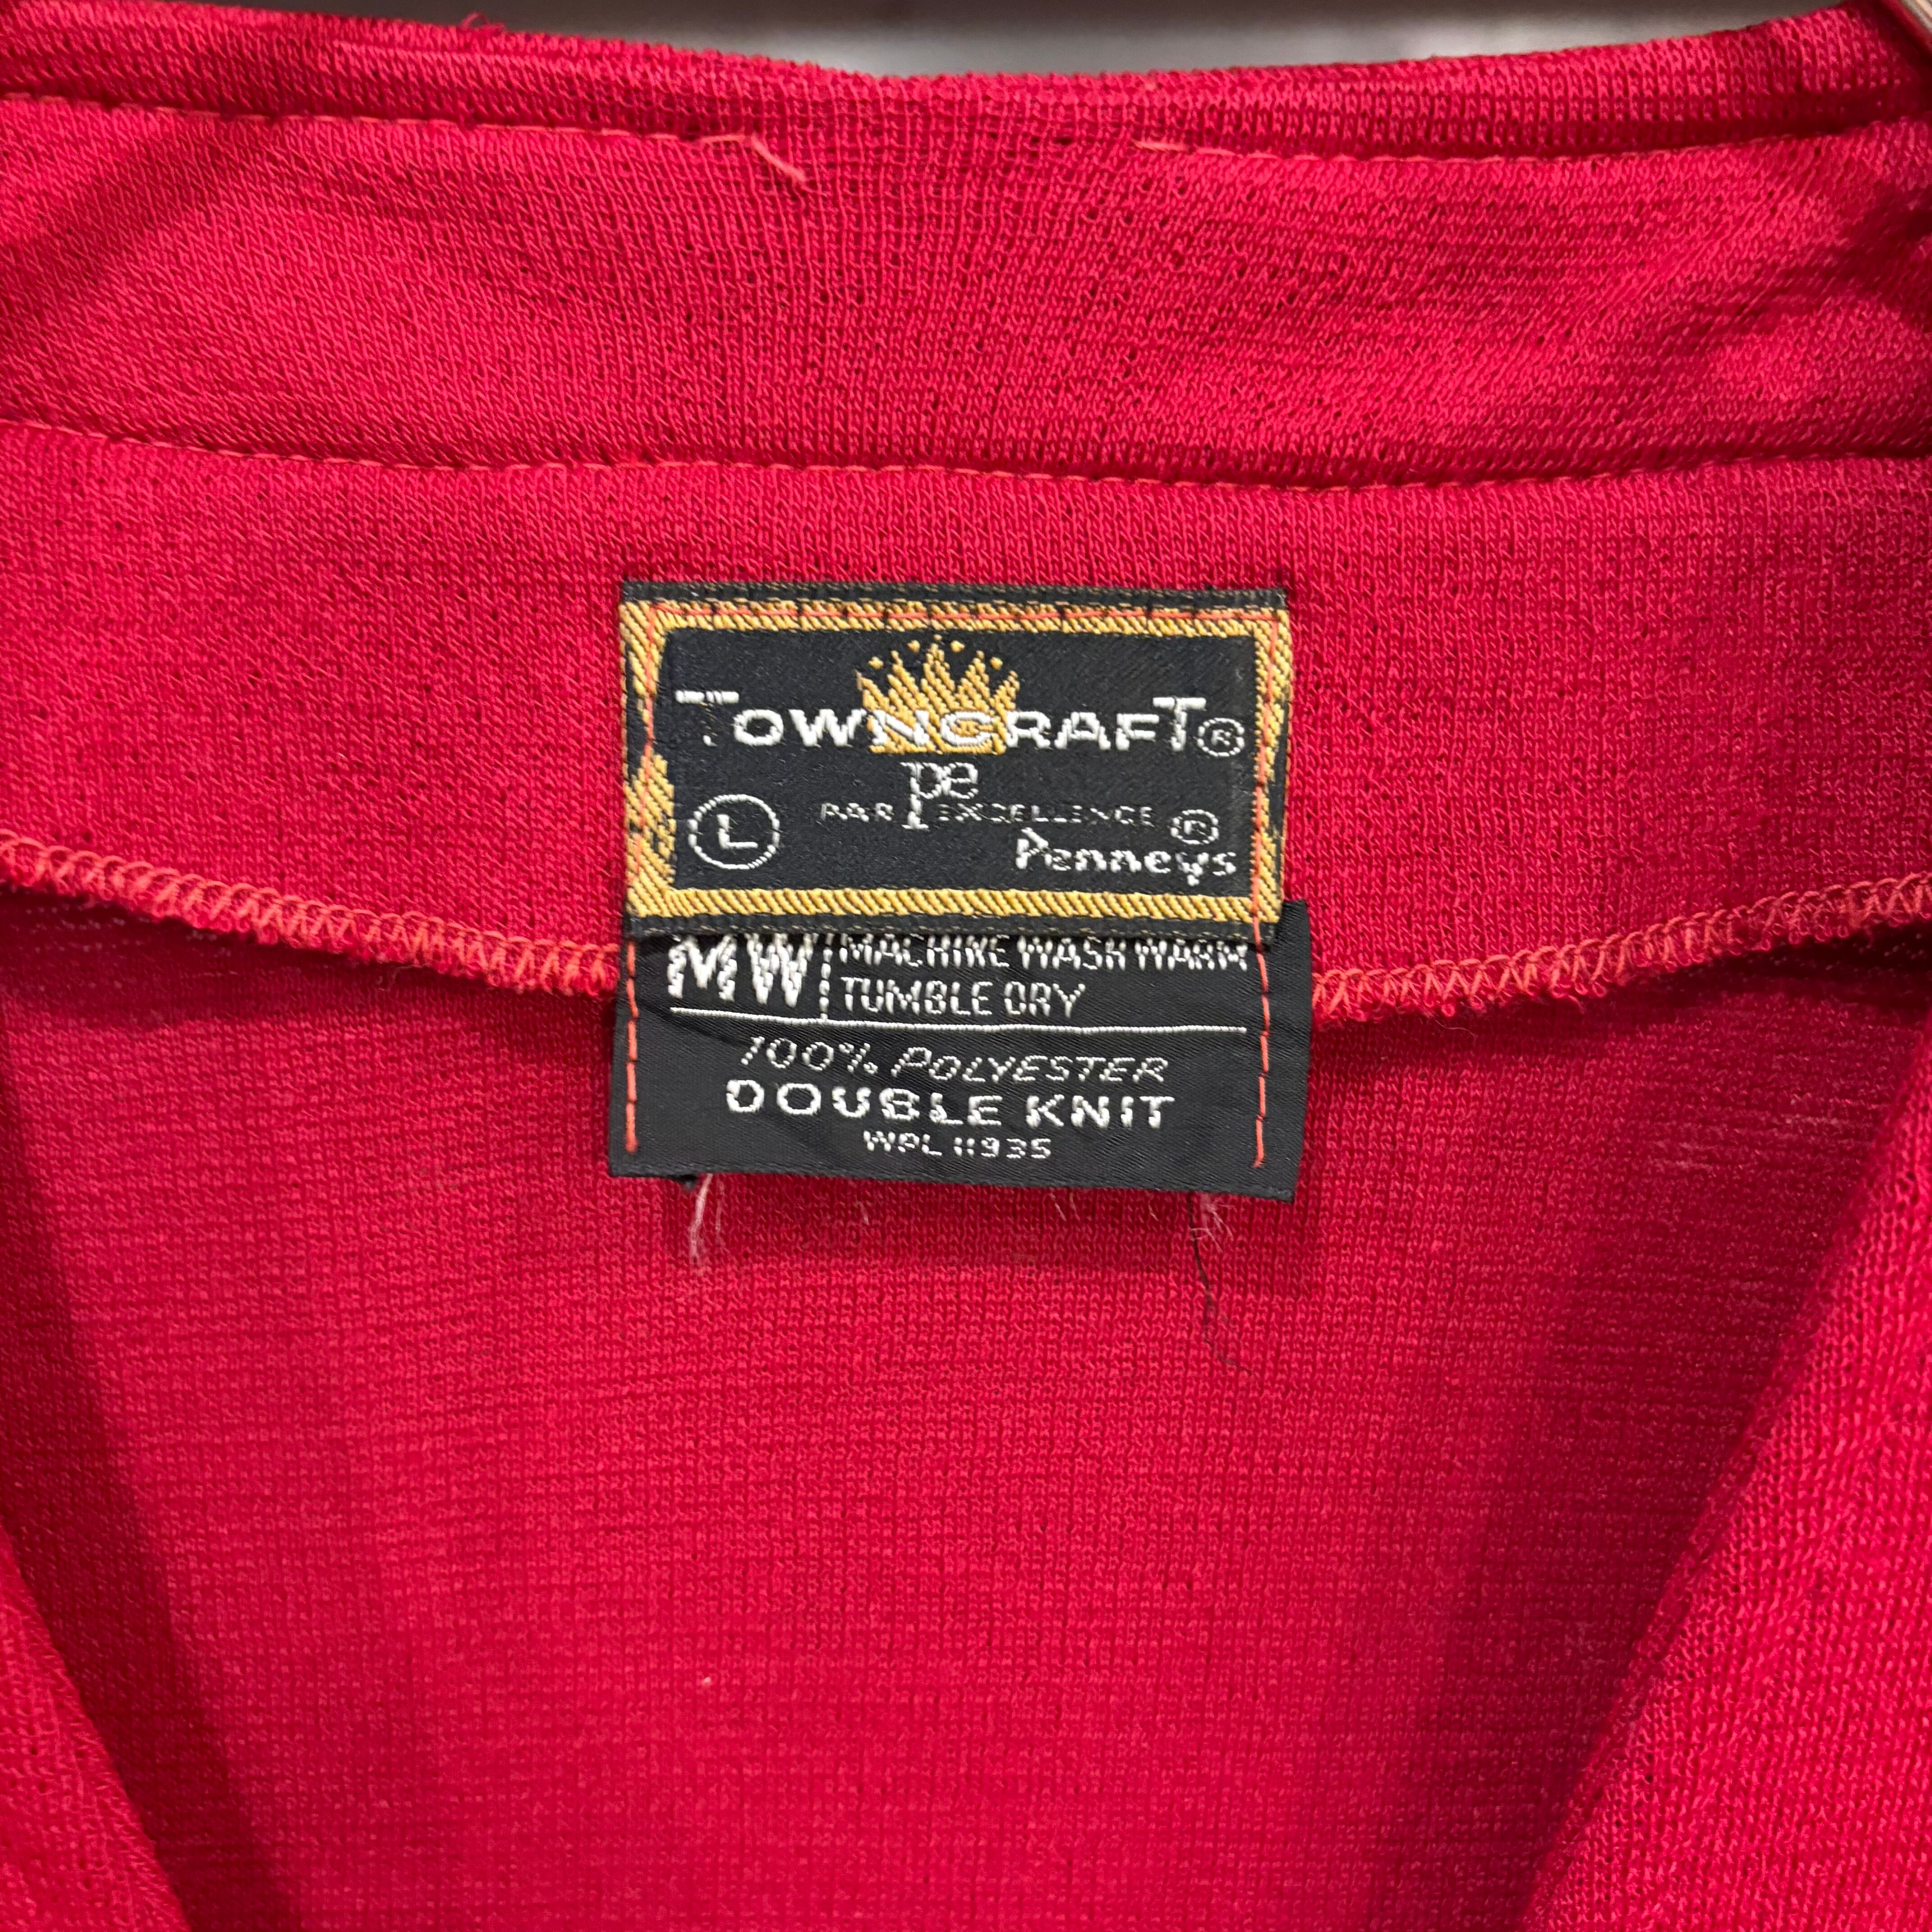 TOWNCRAFT®
pe
L PAR EXCELLENCE ®
Penneys
MW MACHINE WASH WARM
TUMBLE DRY
100% POLYESTER
DOUBLE KNIT
WPL 11935